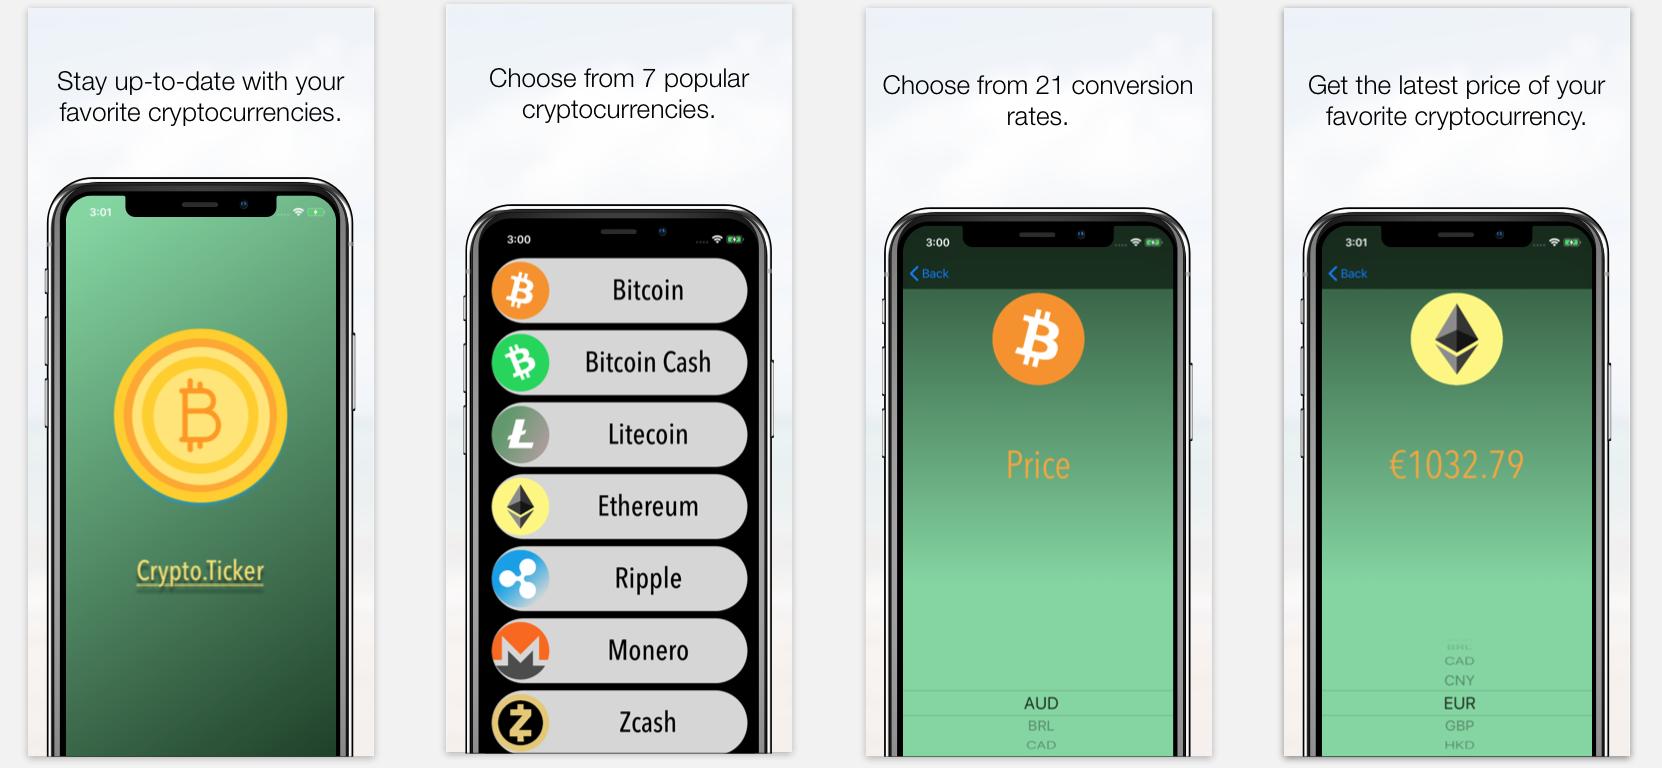 Stay up-to-date with your
favorite cryptocurrencies.
3:01
Crypto.Ticker
Choose from 7 popular
cryptocurrencies.
3:00
Bitcoin
Bitcoin Cash
Litecoin
Ethereum
Ripple
Monero
Zcash
Choose from 21 conversion
rates.
3:00
Back
Price
AUD
BRL
CAD
Get the latest price of your
favorite cryptocurrency.
3:01
Back
€1032.79
BRL
CAD
CNY
EUR
GBP
HKD